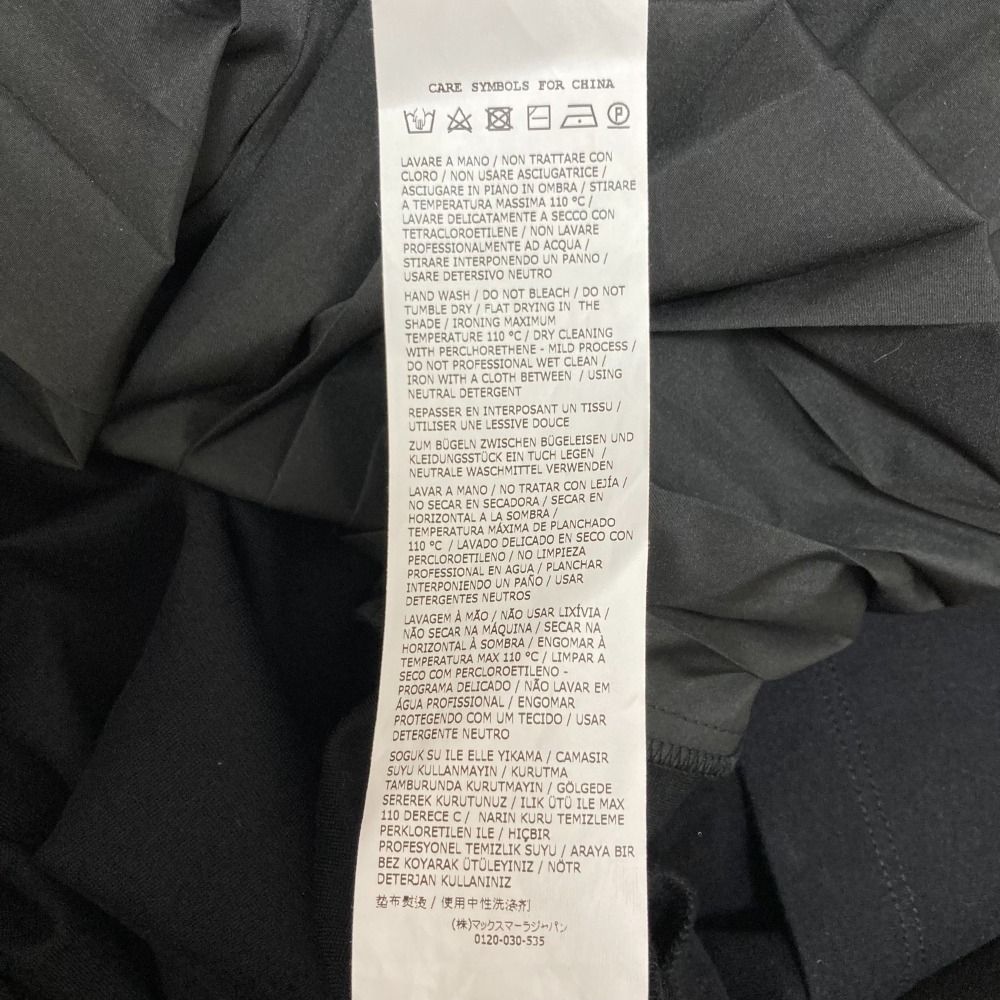 CARE SYMBOLS FOR CHINA
P
LAVARE A MANO / NON TRATTARE CON
CLORO / NON USARE ASCIUGATRICE /
ASCIUGARE IN PIANO IN OMBRA / STIRARE
A TEMPERATURA MASSIMA 110 °C /
LAVARE DELICATAMENTE A SECCO CON
TETRACLOROETILENE / NON LAVARE
PROFESSIONALMENTE AD ACQUA /
STIRARE INTERPONENDO UN PANNO /
USARE DETERSIVO NEUTRO
HAND WASH / DO NOT BLEACH / DO NOT
TUMBLE DRY / FLAT DRYING IN THE
SHADE / IRONING MAXIMUM
TEMPERATURE 110 °C / DRY CLEANING
WITH PERCLHORETHENE - MILD PROCESS /
DO NOT PROFESSIONAL WET CLEAN /
IRON WITH A CLOTH BETWEEN / USING
NEUTRAL DETERGENT
REPASSER EN INTERPOSANT UN TISSU /
UTILISER UNE LESSIVE DOUCE
ZUM BÜGELN ZWISCHEN BÜGELEISEN UND
KLEIDUNGSSTÜCK EIN TUCH LEGEN /
NEUTRALE WASCHMITTEL VERWENDEN
LAVAR A MANO / NO TRATAR CON LEJÍA /
NO SECAR EN SECADORA / SECAR EN
HORIZONTAL A LA SOMBRA /
TEMPERATURA MÁXIMA DE PLANCHADO
110 °C / LAVADO DELICADO EN SECO CON
PERCLOROETILENO / NO LIMPIEZA
PROFESSIONAL EN AGUA / PLANCHAR
INTERPONIENDO UN PAÑO / USAR
DETERGENTES NEUTROS
LAVAGEM À MÃO / NÃO USAR LIXÍVIA /
NÃO SECAR NA MÁQUINA / SECAR NA
HORIZONTAL À SOMBRA / ENGOMAR À
TEMPERATURA MAX 110 °C / LIMPAR A
SECO COM PERCLOROETILENO -
PROGRAMA DELICADO / NÃO LAVAR EM
ÁGUA PROFISSIONAL / ENGOMAR
PROTEGENDO COM UM TECIDO / USAR
DETERGENTE NEUTRO
SOGUK SU ILE ELLE YIKAMA / CAMASIR
SUYU KULLANMAYIN / KURUTMA
TAMBURUNDA KURUTMAYIN / GÖLGEDE
SEREREK KURUTUNUZ / ILIK ÜTÜ ILE MAX
110 DERECE C / NARIN KURU TEMIZLEME
PERKLORETILEN ILE / HIÇBIR
PROFESYONEL TEMIZLIK SUYU / ARAYA BIR
BEZ KOYARAK ÜTÜLEYINIZ / NÖTR
DETERJAN KULLANINIZ
垫布熨烫 / 使用中性洗涤剂
(株)マックスマーラジャパン
0120-030-535